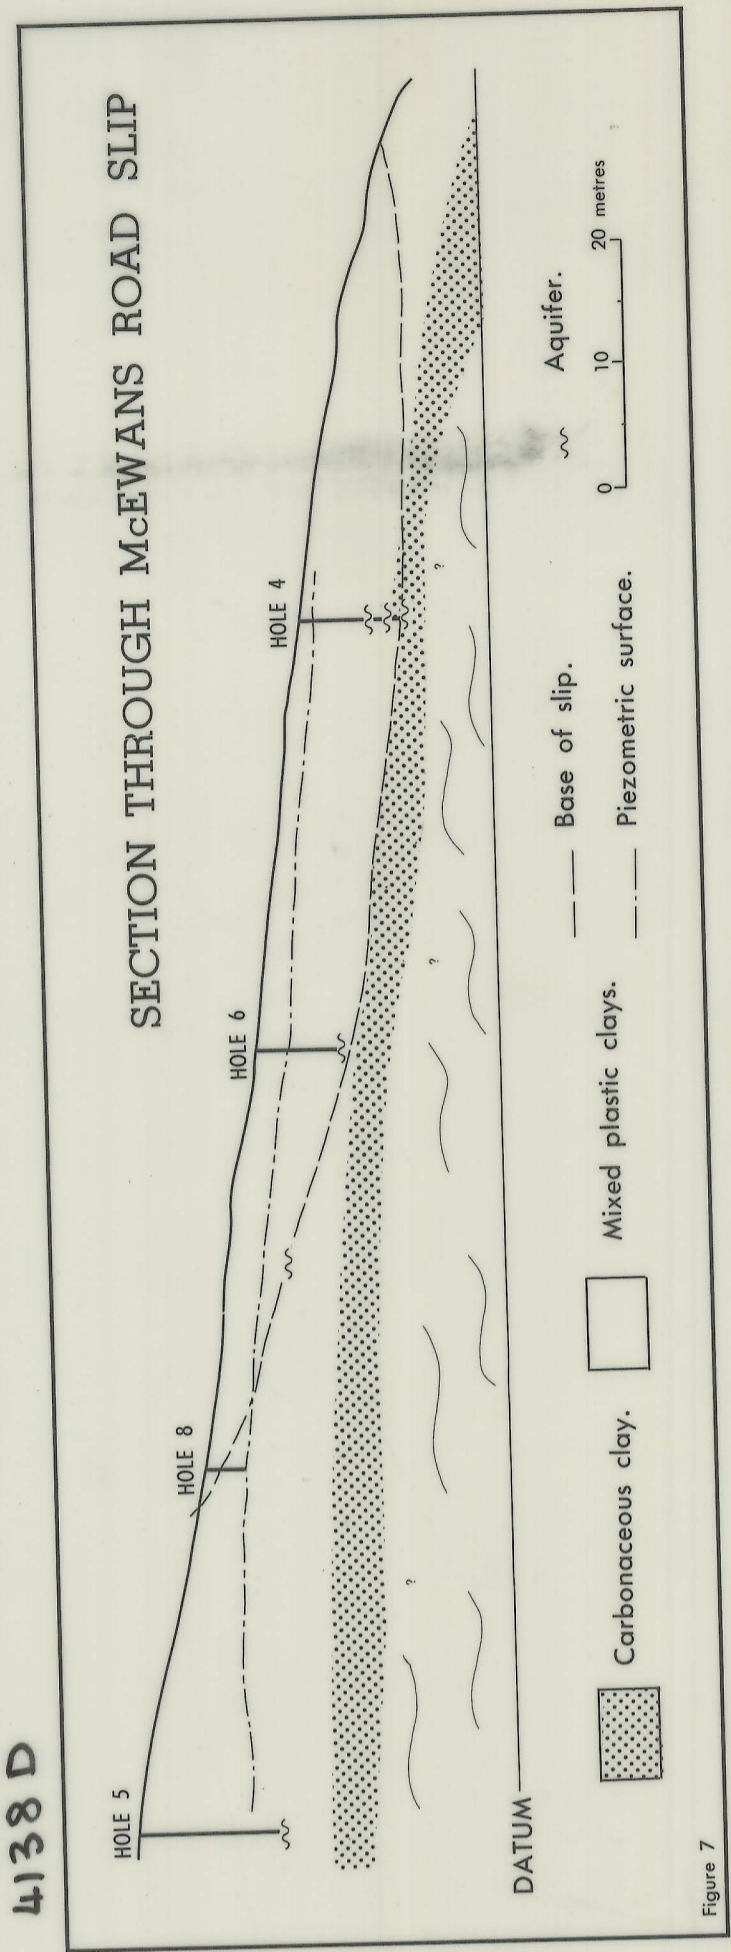 4138 D
SECTION THROUGH McEWANS ROAD SLIP
HOLE 5
HOLE 8
HOLE 6
HOLE 4
?
?
?
DATUM
Carbonaceous clay.
Mixed plastic clays.
Base of slip.
Piezometric surface.
Aquifer.
0 10 20 metres
Figure 7